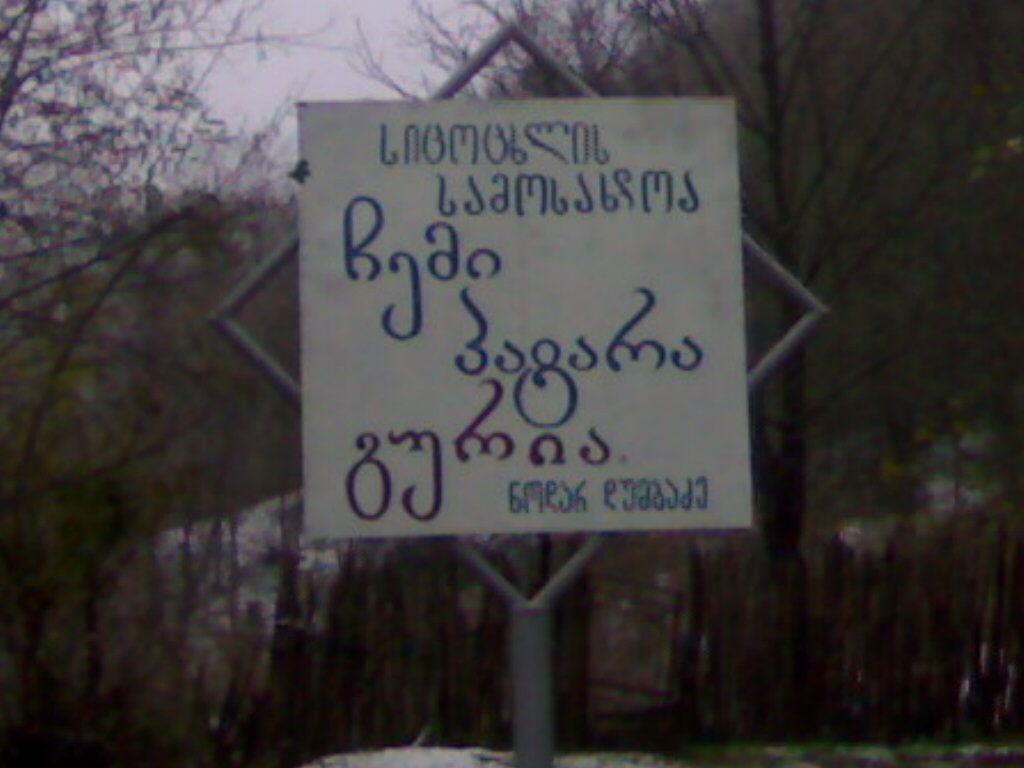 სიცოცხლის
სამოსახლოა
ჩემი
პატარა
გურია.
ნოდარ დუმბაძე